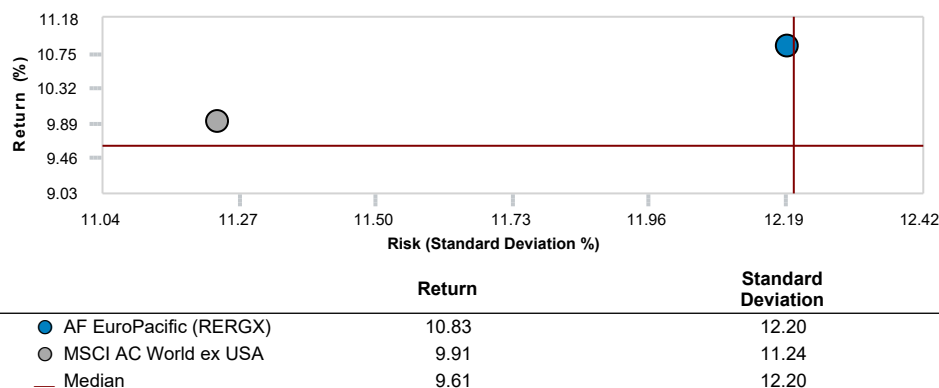 11.18
10.75
10.32
9.89
9.46
9.03
Return (%)
11.04 11.27 11.50 11.73 11.96 12.19 12.42
Risk (Standard Deviation %)
Return Standard Deviation
AF EuroPacific (RERGX) 10.83 12.20
MSCI AC World ex USA 9.91 11.24
Median 9.61 12.20